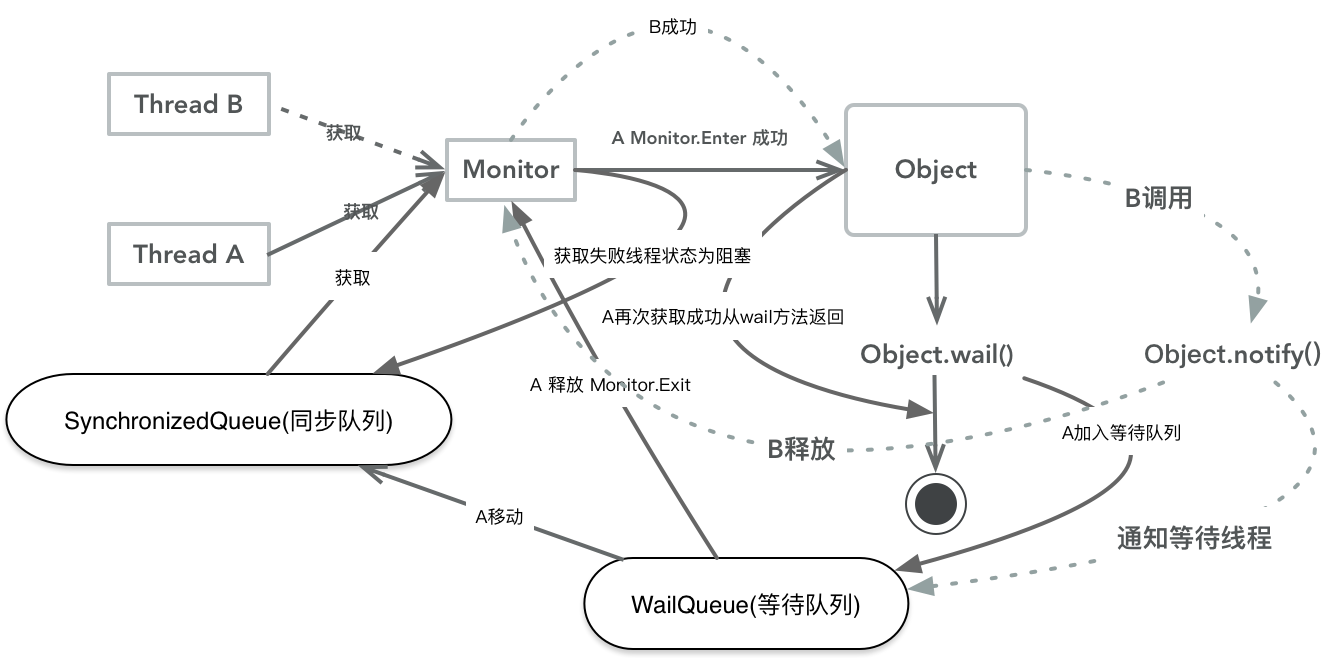 B成功
Thread B
获取
A Monitor.Enter 成功
Monitor
Object
B调用
获取
Thread A
获取失败线程状态为阻塞
获取
A再次获取成功从wail方法返回
Object.wail()
Object.notify()
A 释放 Monitor.Exit
SynchronizedQueue(同步队列)
A加入等待队列
B释放
A移动
通知等待线程
WailQueue(等待队列)